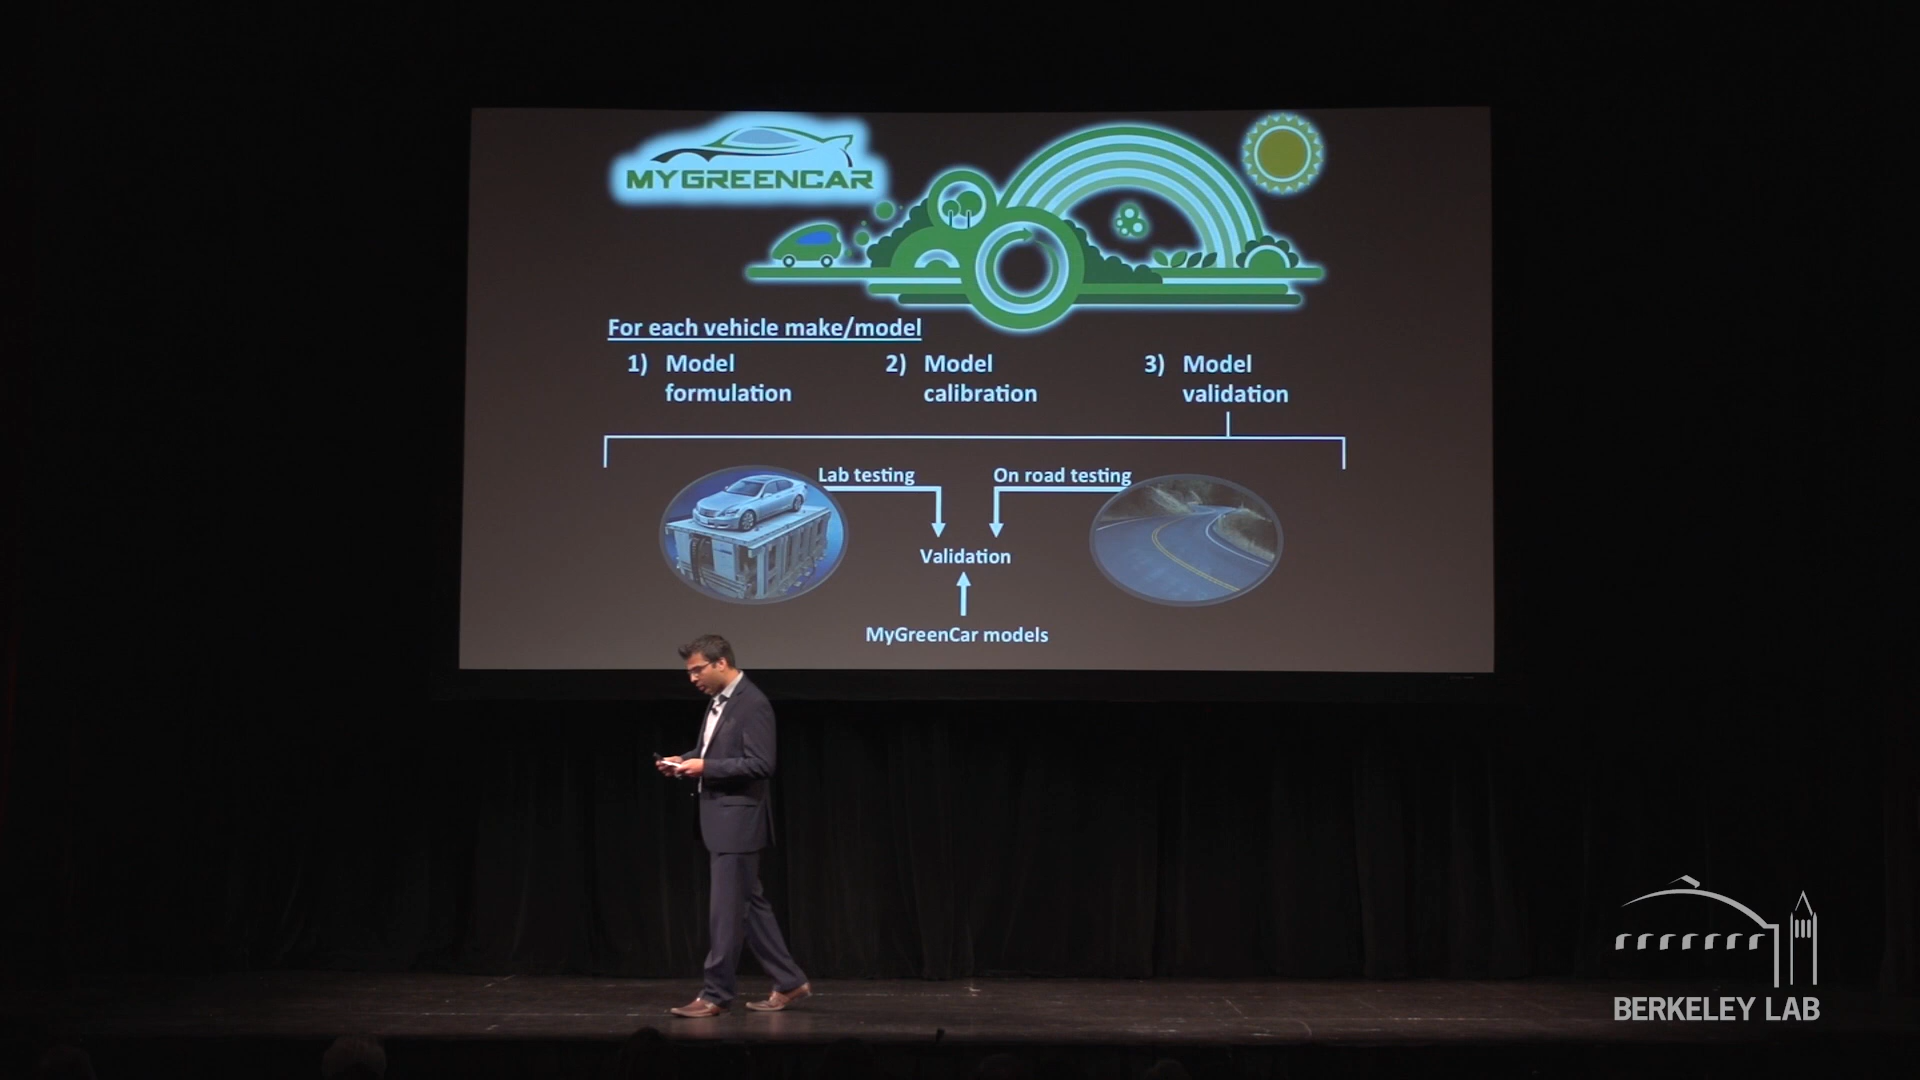 MYGREENCAR
For each vehicle make/model
1) Model
formulation
2) Model
calibration
3) Model
validation
Lab testing
On road testing
Validation
MyGreenCar models
BERKELEY LAB